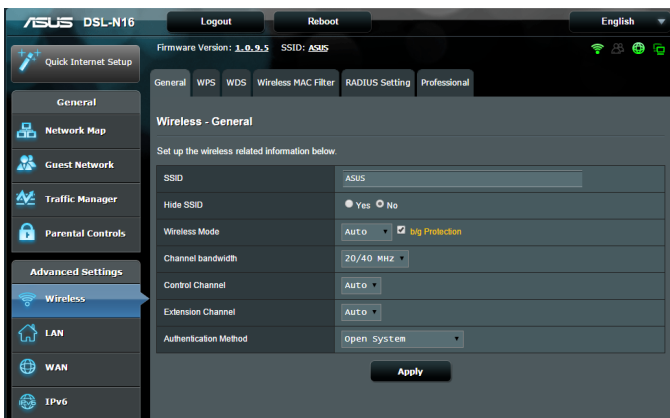 ASUS DSL-N16 Logout Reboot English
Quick Internet Setup
General
Network Map
Guest Network
Traffic Manager
Parental Controls
Advanced Settings
Wireless
LAN
WAN
IPv6
Firmware Version: 1.0.9.5 SSID: ASUS
General WPS WDS Wireless MAC Filter RADIUS Setting Professional
Wireless - General
Set up the wireless related information below.
SSID ASUS
Hide SSID Yes No
Wireless Mode Auto b/g Protection
Channel bandwidth 20/40 MHz
Control Channel Auto
Extension Channel Auto
Authentication Method Open System
Apply